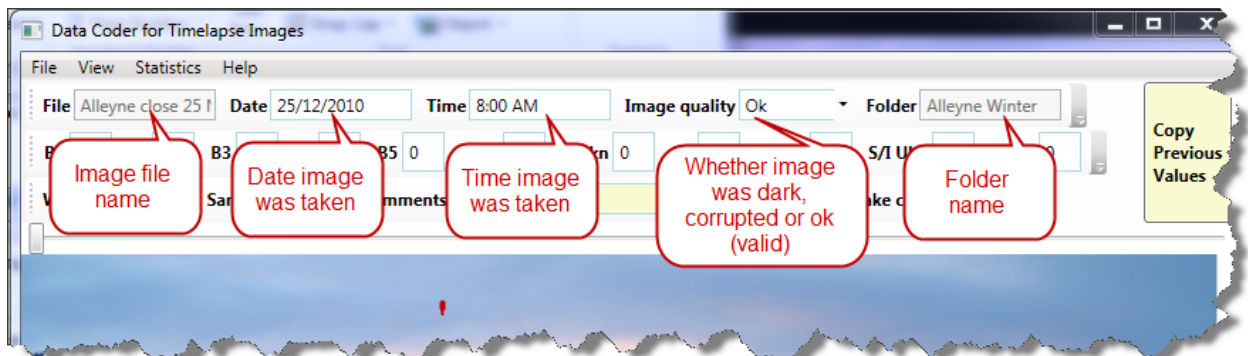 Data Coder for Timelapse Images
File View Statistics Help
File Alleyne close 25 Date 25/12/2010 Time 8:00 AM Image quality Ok Folder Alleyne Winter
B3 B5 0 0 S/I
Copy
Previous
Values
Image file
name
Date image
was taken
Time image
was taken
Whether image
was dark,
corrupted or ok
(valid)
Folder
name